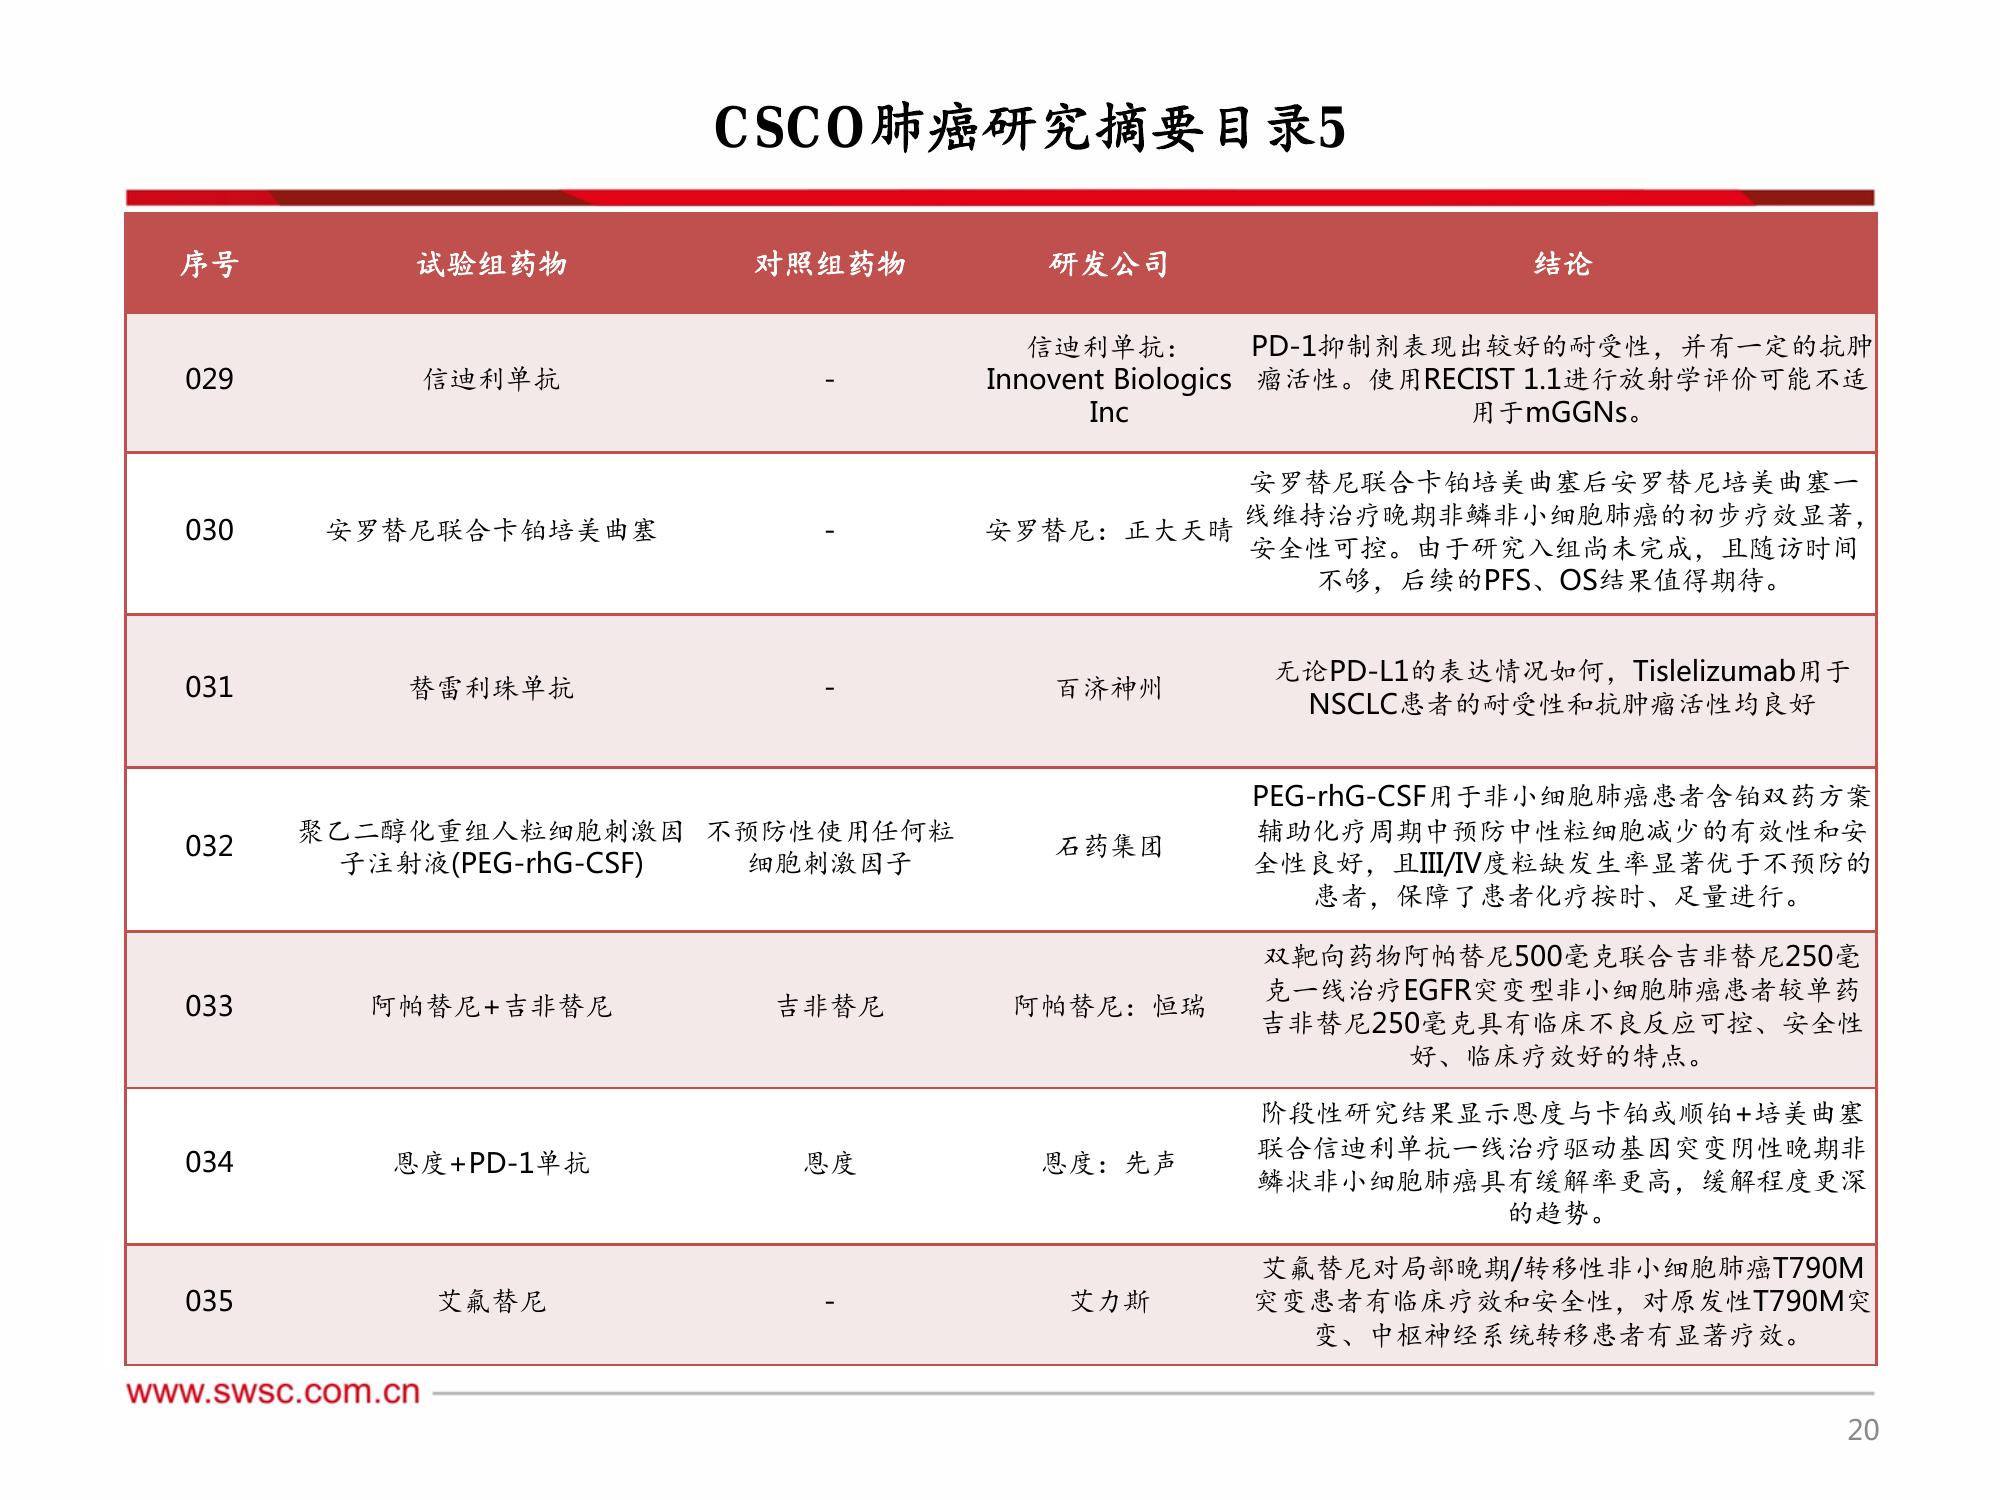 CSCO肺癌研究摘要目录5
序号 试验组药物 对照组药物 研发公司 结论
029
信迪利单抗
-
信迪利单抗：
Innovent Biologics
Inc
PD-1抑制剂表现出较好的耐受性，并有一定的抗肿
瘤活性。使用RECIST 1.1进行放射学评价可能不适
用于mGGNs。
030
安罗替尼联合卡铂培美曲塞
-
安罗替尼：正大天晴
安罗替尼联合卡铂培美曲塞后安罗替尼培美曲塞一
线维持治疗晚期非鳞非小细胞肺癌的初步疗效显著，
安全性可控。由于研究入组尚未完成，且随访时间
不够，后续的PFS、OS结果值得期待。
031
替雷利珠单抗
-
百济神州
无论PD-L1的表达情况如何，Tislelizumab用于
NSCLC患者的耐受性和抗肿瘤活性均良好
032
聚乙二醇化重组人粒细胞刺激因
子注射液(PEG-rhG-CSF)
不预防性使用任何粒
细胞刺激因子
石药集团
PEG-rhG-CSF用于非小细胞肺癌患者含铂双药方案
辅助化疗周期中预防中性粒细胞减少的有效性和安
全性良好，且III/IV度粒缺发生率显著优于不预防的
患者，保障了患者化疗按时、足量进行。
033
阿帕替尼+吉非替尼
吉非替尼
阿帕替尼：恒瑞
双靶向药物阿帕替尼500毫克联合吉非替尼250毫
克一线治疗EGFR突变型非小细胞肺癌患者较单药
吉非替尼250毫克具有临床不良反应可控、安全性
好、临床疗效好的特点。
034
恩度+PD-1单抗
恩度
恩度：先声
阶段性研究结果显示恩度与卡铂或顺铂+培美曲塞
联合信迪利单抗一线治疗驱动基因突变阴性晚期非
鳞状非小细胞肺癌具有缓解率更高，缓解程度更深
的趋势。
035
艾氟替尼
-
艾力斯
艾氟替尼对局部晚期/转移性非小细胞肺癌T790M
突变患者有临床疗效和安全性，对原发性T790M突
变、中枢神经系统转移患者有显著疗效。
www.swsc.com.cn
20